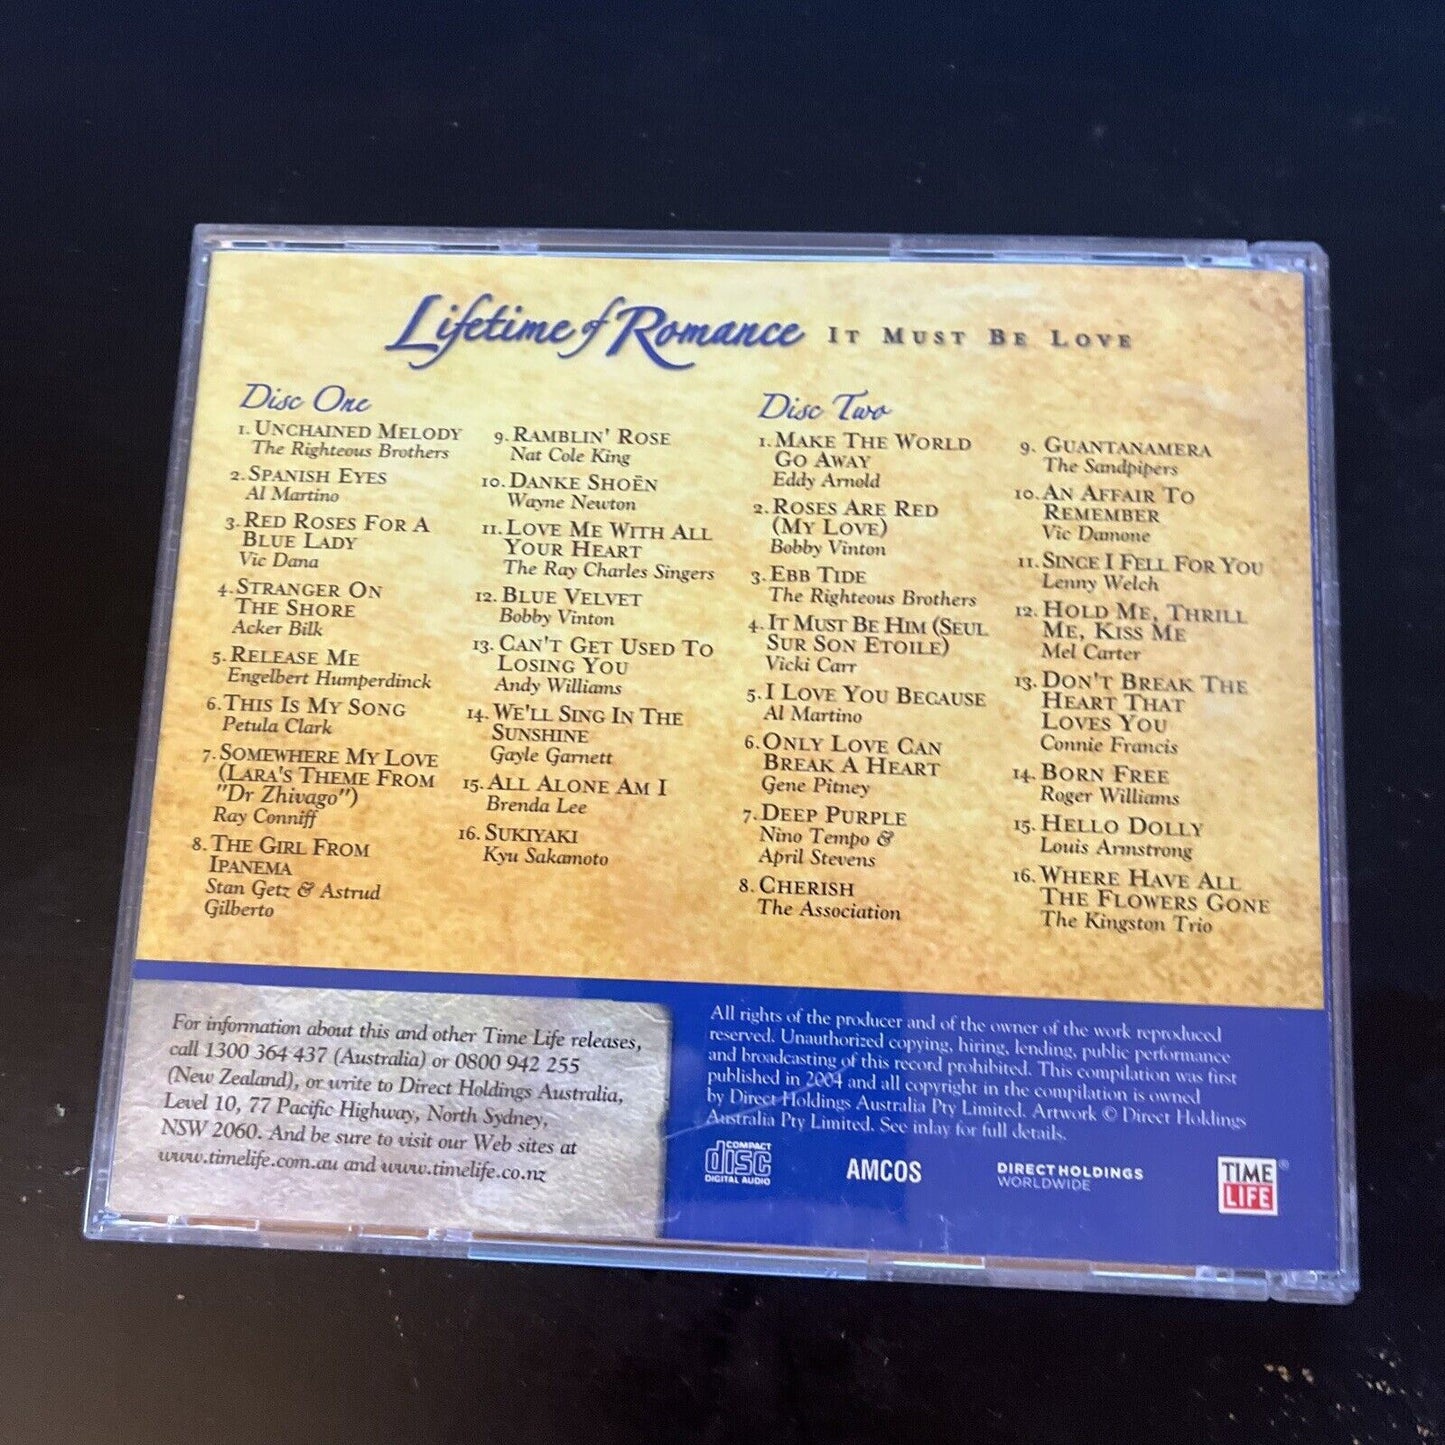 Lifetime of Romance IT MUST BE LOVE
Disc One
1. UNCHAINED MELODY
The Righteous Brothers
2. SPANISH EYES
Al Martino
3. RED ROSES FOR A
BLUE LADY
Vic Dana
4. STRANGER ON
THE SHORE
Acker Bilk
5. RELEASE ME
Engelbert Humperdinck
6. THIS IS MY SONG
Petula Clark
7. SOMEWHERE MY LOVE
(LARA'S THEME FROM
"Dr Zhivago")
Ray Conniff
8. THE GIRL FROM
IPANEMA
Stan Getz & Astrud
Gilberto
9. RAMBLIN' ROSE
Nat Cole King
10. DANKE SHOËN
Wayne Newton
11. LOVE ME WITH ALL
YOUR HEART
The Ray Charles Singers
12. BLUE VELVET
Bobby Vinton
13. CAN'T GET USED TO
LOSING YOU
Andy Williams
14. WE'LL SING IN THE
SUNSHINE
Gayle Garnett
15. ALL ALONE AM I
Brenda Lee
16. SUKIYAKI
Kyu Sakamoto
Disc Two
1. MAKE THE WORLD
GO AWAY
Eddy Arnold
2. ROSES ARE RED
(MY LOVE)
Bobby Vinton
3. EBB TIDE
The Righteous Brothers
4. IT MUST BE HIM (SEUL
SUR SON ETOILE)
Vicki Carr
5. I LOVE YOU BECAUSE
Al Martino
6. ONLY LOVE CAN
BREAK A HEART
Gene Pitney
7. DEEP PURPLE
Nino Tempo &
April Stevens
8. CHERISH
The Association
9. GUANTANAMERA
The Sandpipers
10. AN AFFAIR TO
REMEMBER
Vic Damone
11. SINCE I FELL FOR YOU
Lenny Welch
12. HOLD ME, THRILL
ME, KISS ME
Mel Carter
13. DON'T BREAK THE
HEART THAT
LOVES YOU
Connie Francis
14. BORN FREE
Roger Williams
15. HELLO DOLLY
Louis Armstrong
16. WHERE HAVE ALL
THE FLOWERS GONE
The Kingston Trio
For information about this and other Time Life releases,
call 1300 364 437 (Australia) or 0800 942 255
(New Zealand), or write to Direct Holdings Australia,
Level 10, 77 Pacific Highway, North Sydney,
NSW 2060. And be sure to visit our Web sites at
www.timelife.com.au and www.timelife.co.nz
All rights of the producer and of the owner of the work reproduced
reserved. Unauthorized copying, hiring, lending, public performance
and broadcasting of this record prohibited. This compilation was first
published in 2004 and all copyright in the compilation is owned
by Direct Holdings Australia Pty Limited. Artwork © Direct Holdings
Australia Pty Limited. See inlay for full details.
COMPACT
disc
DIGITAL AUDIO
AMCOS
DIRECT HOLDINGS
WORLDWIDE
TIME
LIFE®